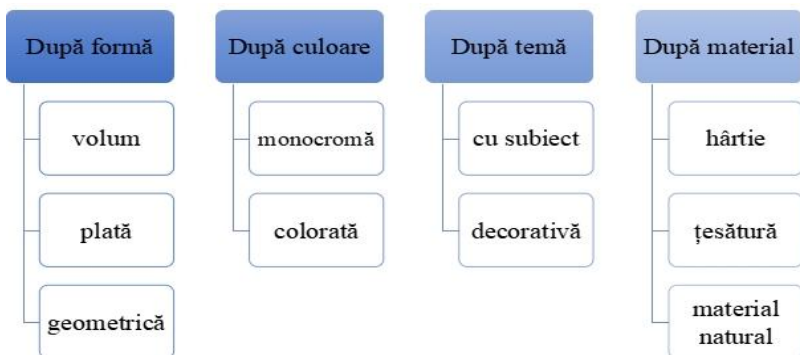 După formă
volum
plată
geometrică
După culoare
monocromă
colorată
După temă
cu subiect
decorativă
După material
hârtie
țesătură
material
natural